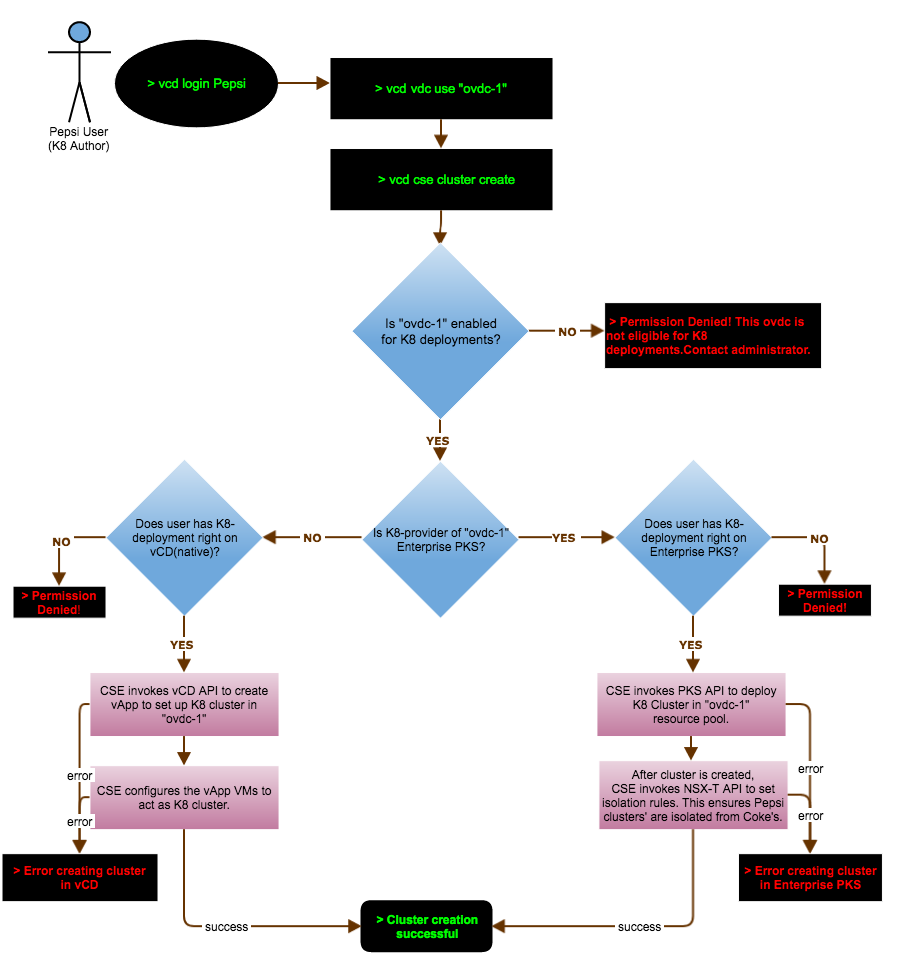 > vcd login Pepsi
> vcd vdc use "ovdc-1"
Pepsi User
(K8 Author)
> vcd cse cluster create
Is "ovdc-1" enabled
for K8 deployments?
NO
> Permission Denied! This ovdc is
not eligible for K8
deployments.Contact administrator.
YES
Does user has K8-
deployment right on
vCD(native)?
NO
> Permission
Denied!
NO
Is K8-provider of "ovdc-1"
Enterprise PKS?
YES
Does user has K8-
deployment right on
Enterprise PKS?
NO
> Permission
Denied!
YES
YES
CSE invokes vCD API to create
vApp to set up K8 cluster in
"ovdc-1"
CSE invokes PKS API to deploy
K8 Cluster in "ovdc-1"
resource pool.
error
CSE configures the vApp VMs to
act as K8 cluster.
error
After cluster is created,
CSE invokes NSX-T API to set
isolation rules. This ensures Pepsi
clusters' are isolated from Coke's.
error
error
> Error creating cluster
in vCD
> Error creating cluster
in Enterprise PKS
success
> Cluster creation
successful
success